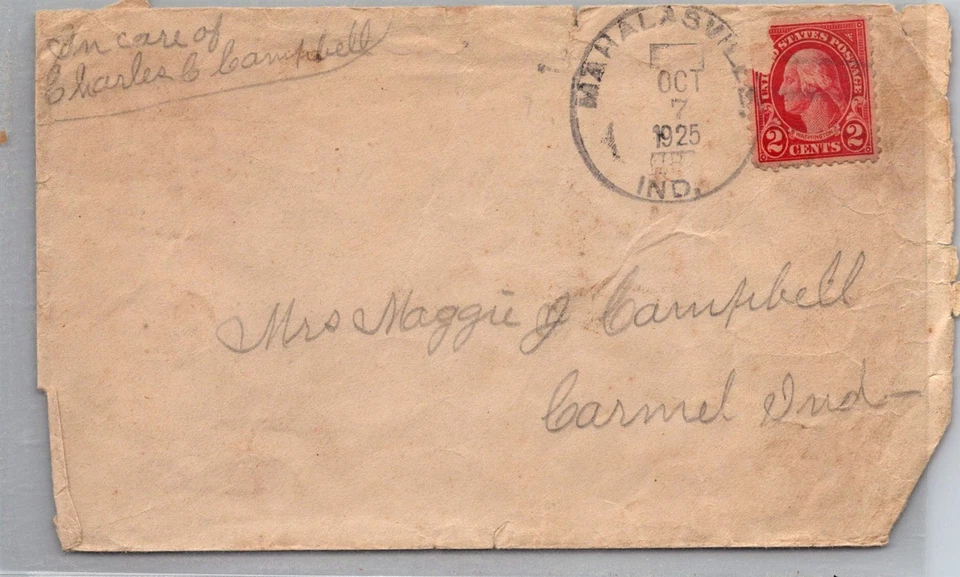 In care of
Charles C Campbell
MAHALASVILLE
OCT
7
1925
IND.
UNITED STATES POSTAGE
WASHINGTON
2 CENTS 2
Mrs Maggie J Campbell
Carmel Ind-